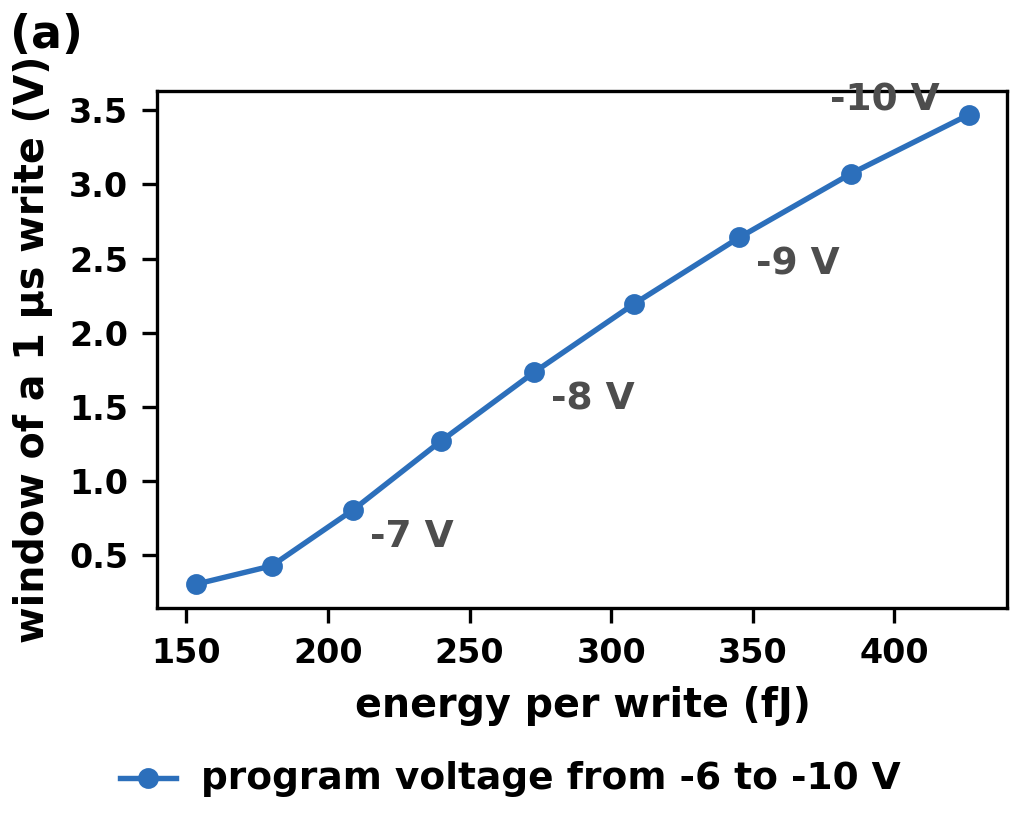 (a)
window of a 1 µs write (V)
3.5
3.0
2.5
2.0
1.5
1.0
0.5
-10 V
-9 V
-8 V
-7 V
150 200 250 300 350 400
energy per write (fJ)
program voltage from -6 to -10 V